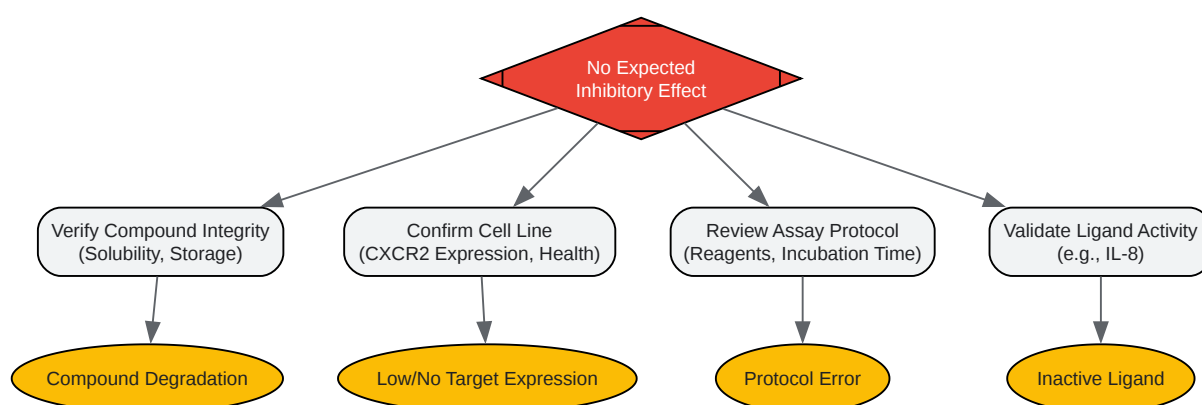 No Expected
Inhibitory Effect
Verify Compound Integrity
(Solubility, Storage)
Confirm Cell Line
(CXCR2 Expression, Health)
Review Assay Protocol
(Reagents, Incubation Time)
Validate Ligand Activity
(e.g., IL-8)
Compound Degradation
Low/No Target Expression
Protocol Error
Inactive Ligand